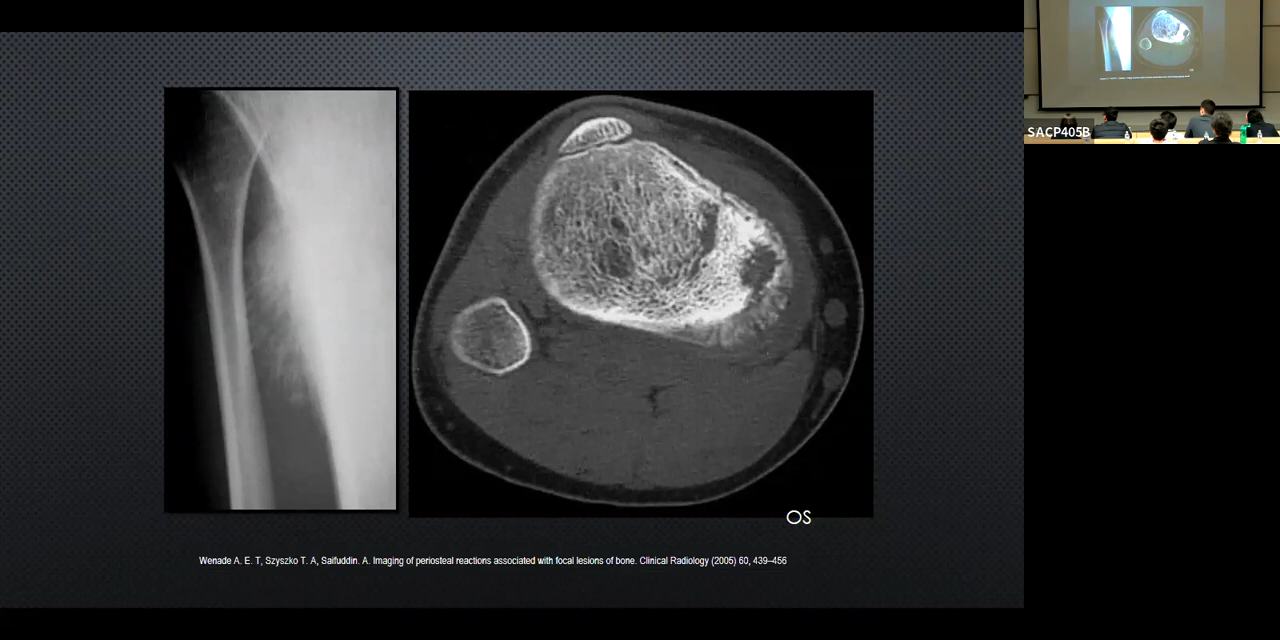 SACP405B
OS
Wenade A. E. T, Szyszko T. A, Saifuddin. A. Imaging of periosteal reactions associated with focal lesions of bone. Clinical Radiology (2005) 60, 439–456